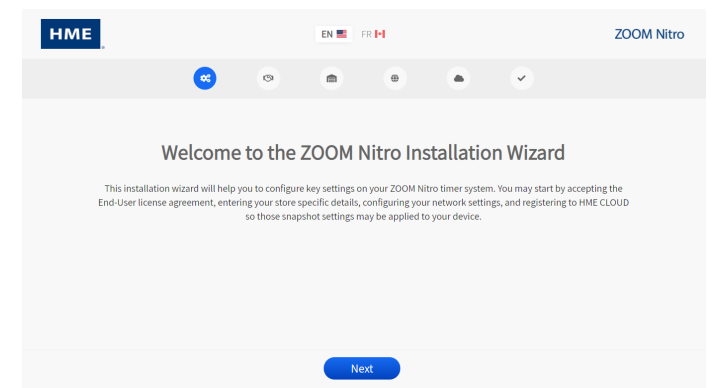 HME
EN FR
ZOOM Nitro
Welcome to the ZOOM Nitro Installation Wizard
This installation wizard will help you to configure key settings on your ZOOM Nitro timer system. You may start by accepting the
End-User license agreement, entering your store specific details, configuring your network settings, and registering to HME CLOUD
so those snapshot settings may be applied to your device.
Next